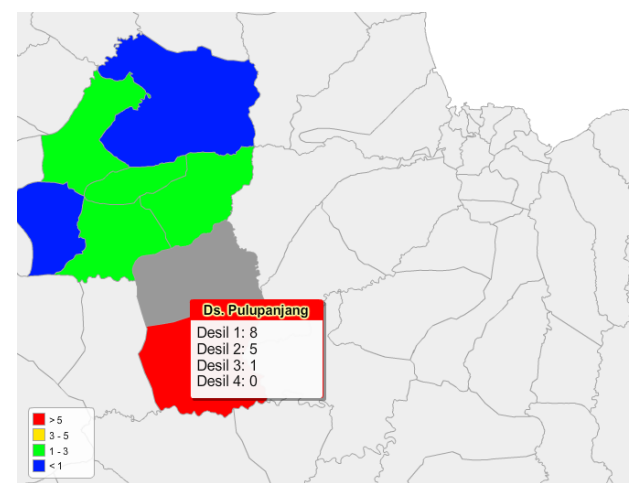 Ds. Pulupanjang
Desil 1: 8
Desil 2: 5
Desil 3: 1
Desil 4: 0
> 5
3 - 5
1 - 3
< 1